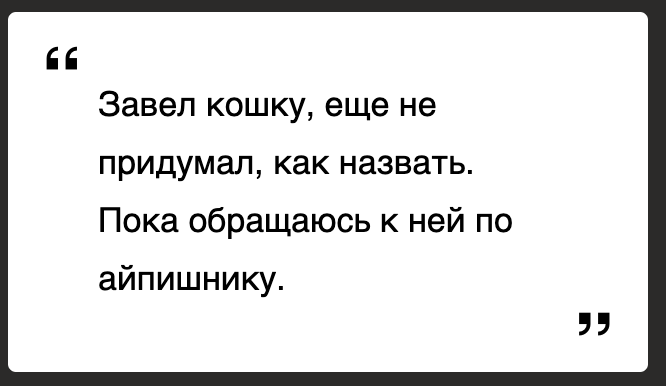 “
Завел кошку, еще не
придумал, как назвать.
Пока обращаюсь к ней по
айпишнику.
”